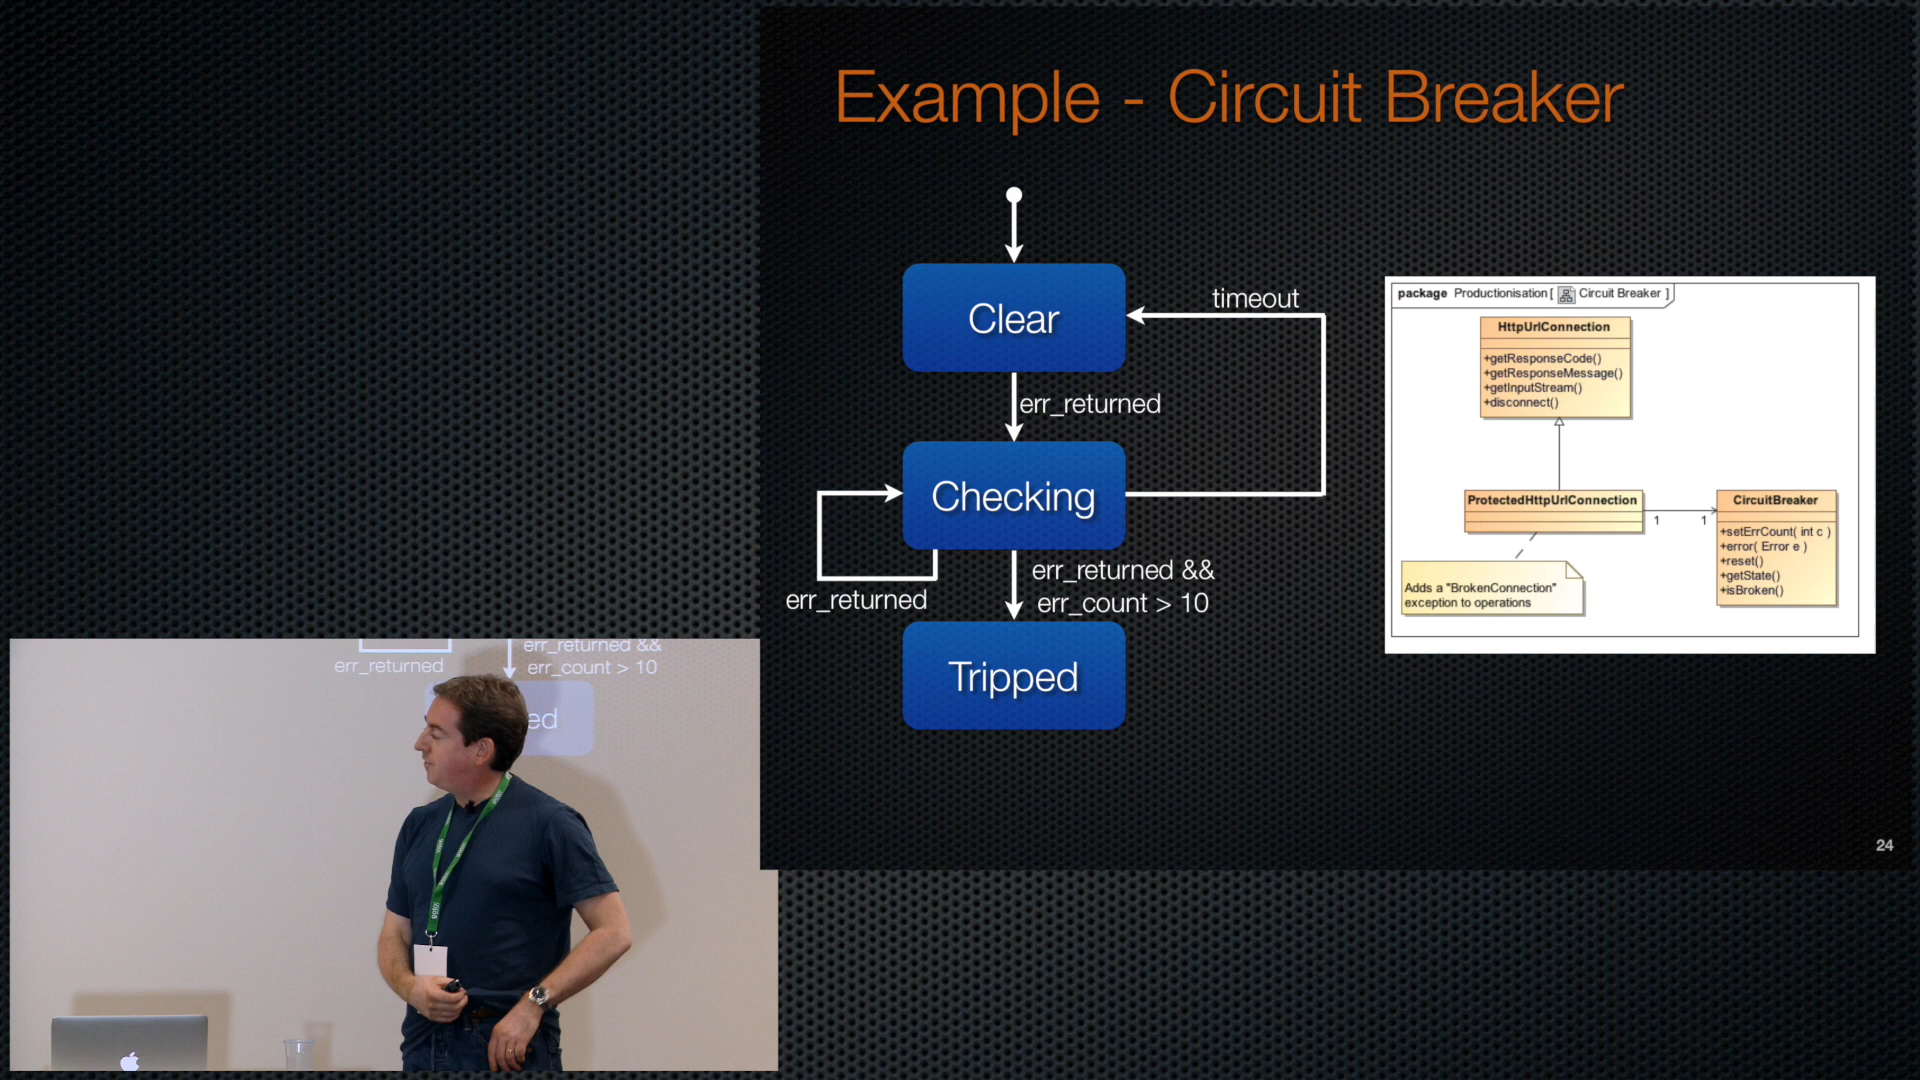 Example - Circuit Breaker
Clear
timeout
err_returned
Checking
err_returned
err_returned &&
err_count > 10
Tripped
package Productionisation [ Circuit Breaker ]
HttpUrlConnection
+getResponseCode()
+getResponseMessage()
+getInputStream()
+disconnect()
ProtectedHttpUrlConnection
1
1
CircuitBreaker
+setErrCount( int c )
+error( Error e )
+reset()
+getState()
+isBroken()
Adds a "BrokenConnection"
exception to operations
24
err_returned
err_returned &&
err_count > 10
ed